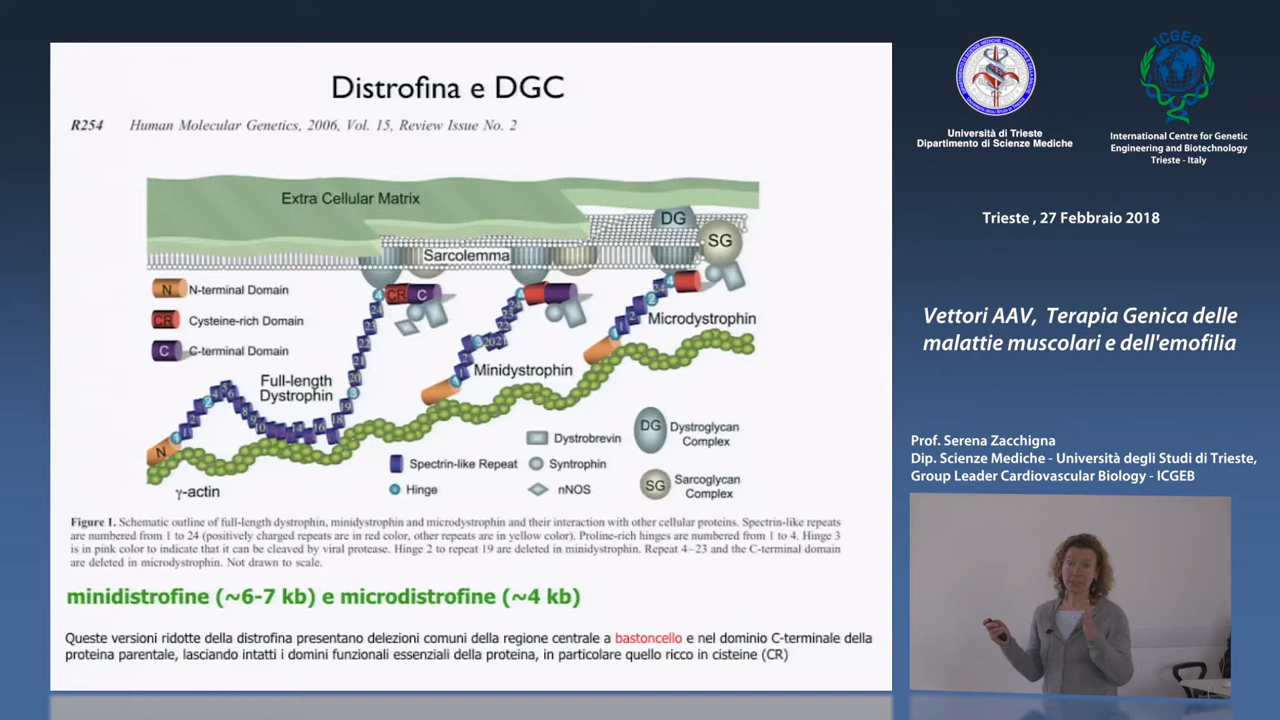 Distrofina e DGC
R254 Human Molecular Genetics, 2006, Vol. 15, Review Issue No. 2
Extra Cellular Matrix
DG
SG
Sarcolemma
N N-terminal Domain
CR Cysteine-rich Domain
C C-terminal Domain
CR C
Microdystrophin
Full-length
Dystrophin
Minidystrophin
N
γ-actin
Spectrin-like Repeat
Hinge
Dystrobrevin
Syntrophin
nNOS
DG Dystroglycan
Complex
SG Sarcoglycan
Complex
Figure 1. Schematic outline of full-length dystrophin, minidystrophin and microdystrophin and their interaction with other cellular proteins. Spectrin-like repeats
are numbered from 1 to 24 (positively charged repeats are in red color, other repeats are in yellow color). Proline-rich hinges are numbered from 1 to 4. Hinge 3
is in pink color to indicate that it can be cleaved by viral protease. Hinge 2 to repeat 19 are deleted in minidystrophin. Repeat 4–23 and the C-terminal domain
are deleted in microdystrophin. Not drawn to scale.
minidistrofine (~6-7 kb) e microdistrofine (~4 kb)
Queste versioni ridotte della distrofina presentano delezioni comuni della regione centrale a bastoncello e nel dominio C-terminale della
proteina parentale, lasciando intatti i domini funzionali essenziali della proteina, in particolare quello ricco in cisteine (CR)
Università di Trieste
Dipartimento di Scienze Mediche
ICGEB
International Centre for Genetic
Engineering and Biotechnology
Trieste - Italy
Trieste , 27 Febbraio 2018
Vettori AAV, Terapia Genica delle
malattie muscolari e dell'emofilia
Prof. Serena Zacchigna
Dip. Scienze Mediche - Università degli Studi di Trieste,
Group Leader Cardiovascular Biology - ICGEB